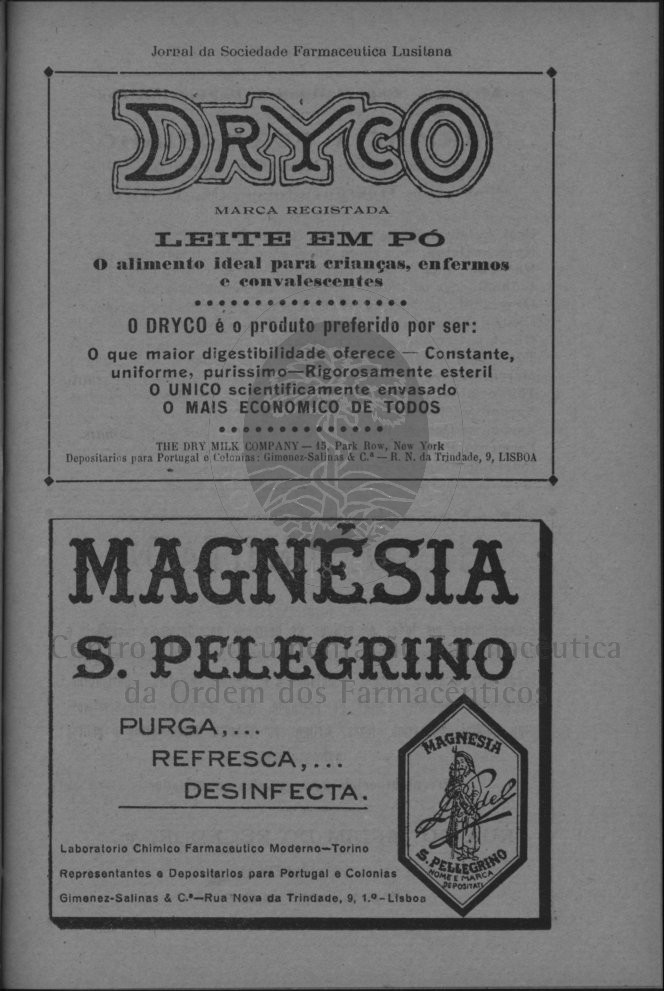 Jornal da Sociedade Farmaceutica Lusitana
DRYCO
MARCA REGISTADA
LEITE EM PÓ
O alimento ideal para crianças, enfermos
e convalescentes
O DRYCO é o produto preferido por ser:
O que maior digestibilidade oferece — Constante,
uniforme, purissimo—Rigorosamente esteril
O UNICO scientificamente envasado
O MAIS ECONOMICO DE TODOS
THE DRY MILK COMPANY — 15, Park Row, New York
Depositarios para Portugal e Colonias: Gimenez-Salinas & C.ª — R. N. da Trindade, 9, LISBOA
MAGNÉSIA
Centro de Documentação Farmacêutica
S. PELEGRINO
da Ordem dos Farmacêuticos
PURGA,...
REFRESCA,...
DESINFECTA.
MAGNESIA
S. PELLEGRINO
NOME E MARCA
DEPOSITATI
Laboratorio Chimico Farmaceutico Moderno—Torino
Representantes e Depositarios para Portugal e Colonias
Gimenez-Salinas & C.ª—Rua Nova da Trindade, 9, 1.º-Lisboa